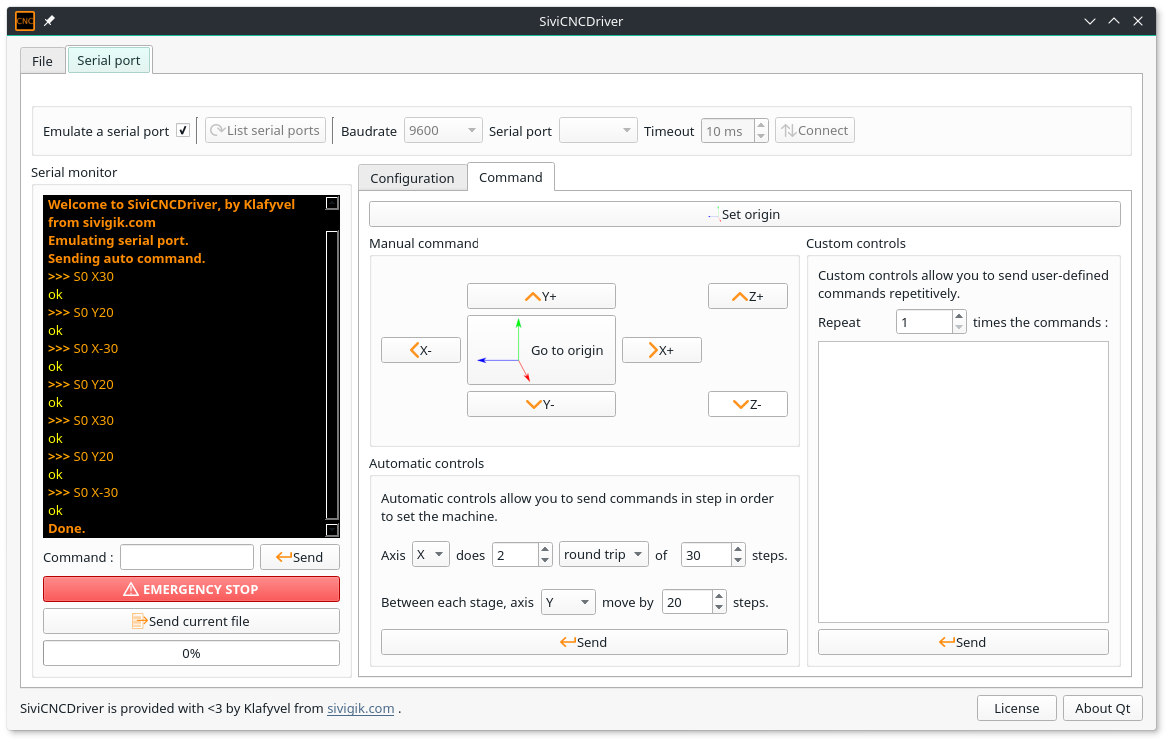 CNC
SiviCNCDriver
File
Serial port
Emulate a serial port
List serial ports
Baudrate
9600
Serial port
Timeout
10 ms
Connect
Serial monitor
Welcome to SiviCNCDriver, by Klafyvel
from sivigik.com
Emulating serial port.
Sending auto command.
>>> S0 X30
ok
>>> S0 Y20
ok
>>> S0 X-30
ok
>>> S0 Y20
ok
>>> S0 X30
ok
>>> S0 Y20
ok
>>> S0 X-30
ok
Done.
Command :
Send
EMERGENCY STOP
Send current file
0%
Configuration
Command
Set origin
Manual command
Y+
Z+
X-
Go to origin
X+
Y-
Z-
Automatic controls
Automatic controls allow you to send commands in step in order
to set the machine.
Axis X does 2 round trip of 30 steps.
Between each stage, axis Y move by 20 steps.
Send
Custom controls
Custom controls allow you to send user-defined
commands repetitively.
Repeat 1 times the commands :
Send
SiviCNCDriver is provided with <3 by Klafyvel from sivigik.com .
License
About Qt